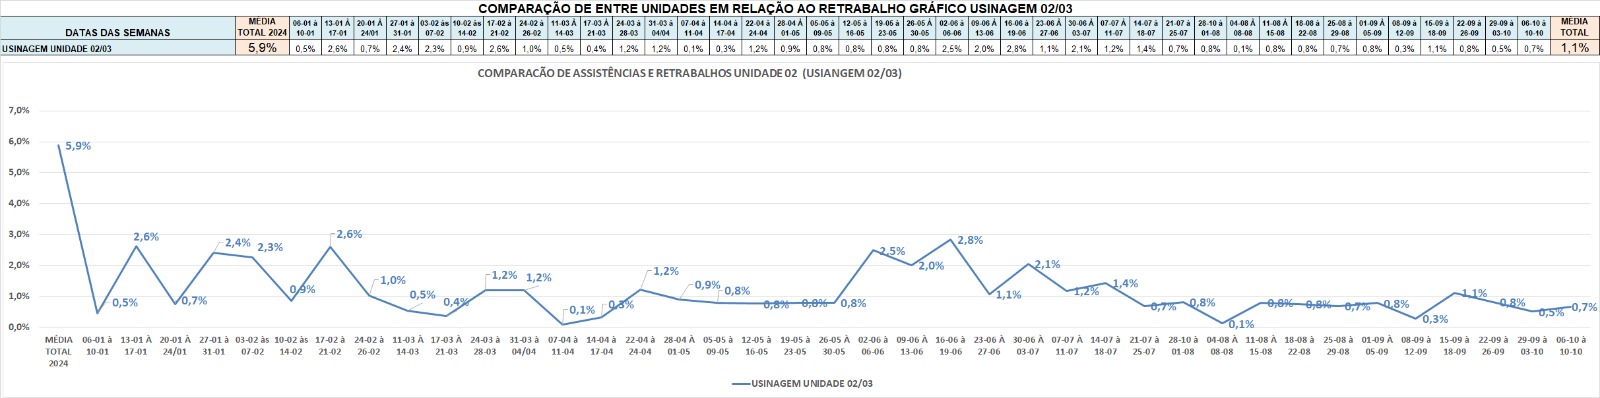 COMPARAÇÃO DE ENTRE UNIDADES EM RELAÇÃO AO RETRABALHO GRÁFICO USINAGEM 02/03
DATAS DAS SEMANAS MÉDIA TOTAL 2024 06-01 à 10-01 13-01 À 17-01 20-01 À 24/01 27-01 à 31-01 03-02 às 07-02 10-02 às 14-02 17-02 à 21-02 24-02 à 26-02 11-03 À 14-03 17-03 À 21-03 24-03 à 28-03 31-03 à 04/04 07-04 à 11-04 14-04 à 17-04 22-04 à 24-04 28-04 À 01-05 05-05 à 09-05 12-05 à 16-05 19-05 à 23-05 26-05 à 30-05 02-06 à 06-06 09-06 À 13-06 16-06 à 19-06 23-06 à 27-06 30-06 À 03-07 07-07 À 11-07 14-07 à 18-07 21-07 à 25-07 28-10 à 01-08 04-08 À 08-08 11-08 À 15-08 18-08 à 22-08 25-08 à 29-08 01-09 À 05-09 08-09 à 12-09 15-09 à 18-09 22-09 à 26-09 29-09 à 03-10 06-10 à 10-10 MÉDIA TOTAL
USINAGEM UNIDADE 02/03 5,9% 0,5% 2,6% 0,7% 2,4% 2,3% 0,9% 2,6% 1,0% 0,5% 0,4% 1,2% 1,2% 0,1% 0,3% 1,2% 0,9% 0,8% 0,8% 0,8% 0,8% 2,5% 2,0% 2,8% 1,1% 2,1% 1,2% 1,4% 0,7% 0,8% 0,1% 0,8% 0,8% 0,7% 0,8% 0,3% 1,1% 0,8% 0,5% 0,7% 1,1%
COMPARACÃO DE ASSISTÊNCIAS E RETRABALHOS UNIDADE 02 (USIANGEM 02/03)
7,0%
6,0%
5,0%
4,0%
3,0%
2,0%
1,0%
0,0%
5,9% 0,5% 2,6% 0,7% 2,4% 2,3% 0,9% 2,6% 1,0% 0,5% 0,4% 1,2% 1,2% 0,1% 0,3% 1,2% 0,9% 0,8% 0,8% 0,8% 0,8% 2,5% 2,0% 2,8% 1,1% 2,1% 1,2% 1,4% 0,7% 0,8% 0,1% 0,8% 0,8% 0,7% 0,8% 0,3% 1,1% 0,8% 0,5% 0,7%
MÉDIA 06-01 à 13-01 À 20-01 À 27-01 à 03-02 às 10-02 às 17-02 à 24-02 à 11-03 À 17-03 À 24-03 à 31-03 à 07-04 à 14-04 à 22-04 à 28-04 À 05-05 à 12-05 à 19-05 à 26-05 à 02-06 à 09-06 À 16-06 à 23-06 à 30-06 À 07-07 À 14-07 à 21-07 à 28-10 à 04-08 À 11-08 À 18-08 à 25-08 à 01-09 À 08-09 à 15-09 à 22-09 à 29-09 à 06-10 à
TOTAL 10-01 17-01 24/01 31-01 07-02 14-02 21-02 26-02 14-03 21-03 28-03 04/04 11-04 17-04 24-04 01-05 09-05 16-05 23-05 30-05 06-06 13-06 19-06 27-06 03-07 11-07 18-07 25-07 01-08 08-08 15-08 22-08 29-08 05-09 12-09 18-09 26-09 03-10 10-10
2024
USINAGEM UNIDADE 02/03